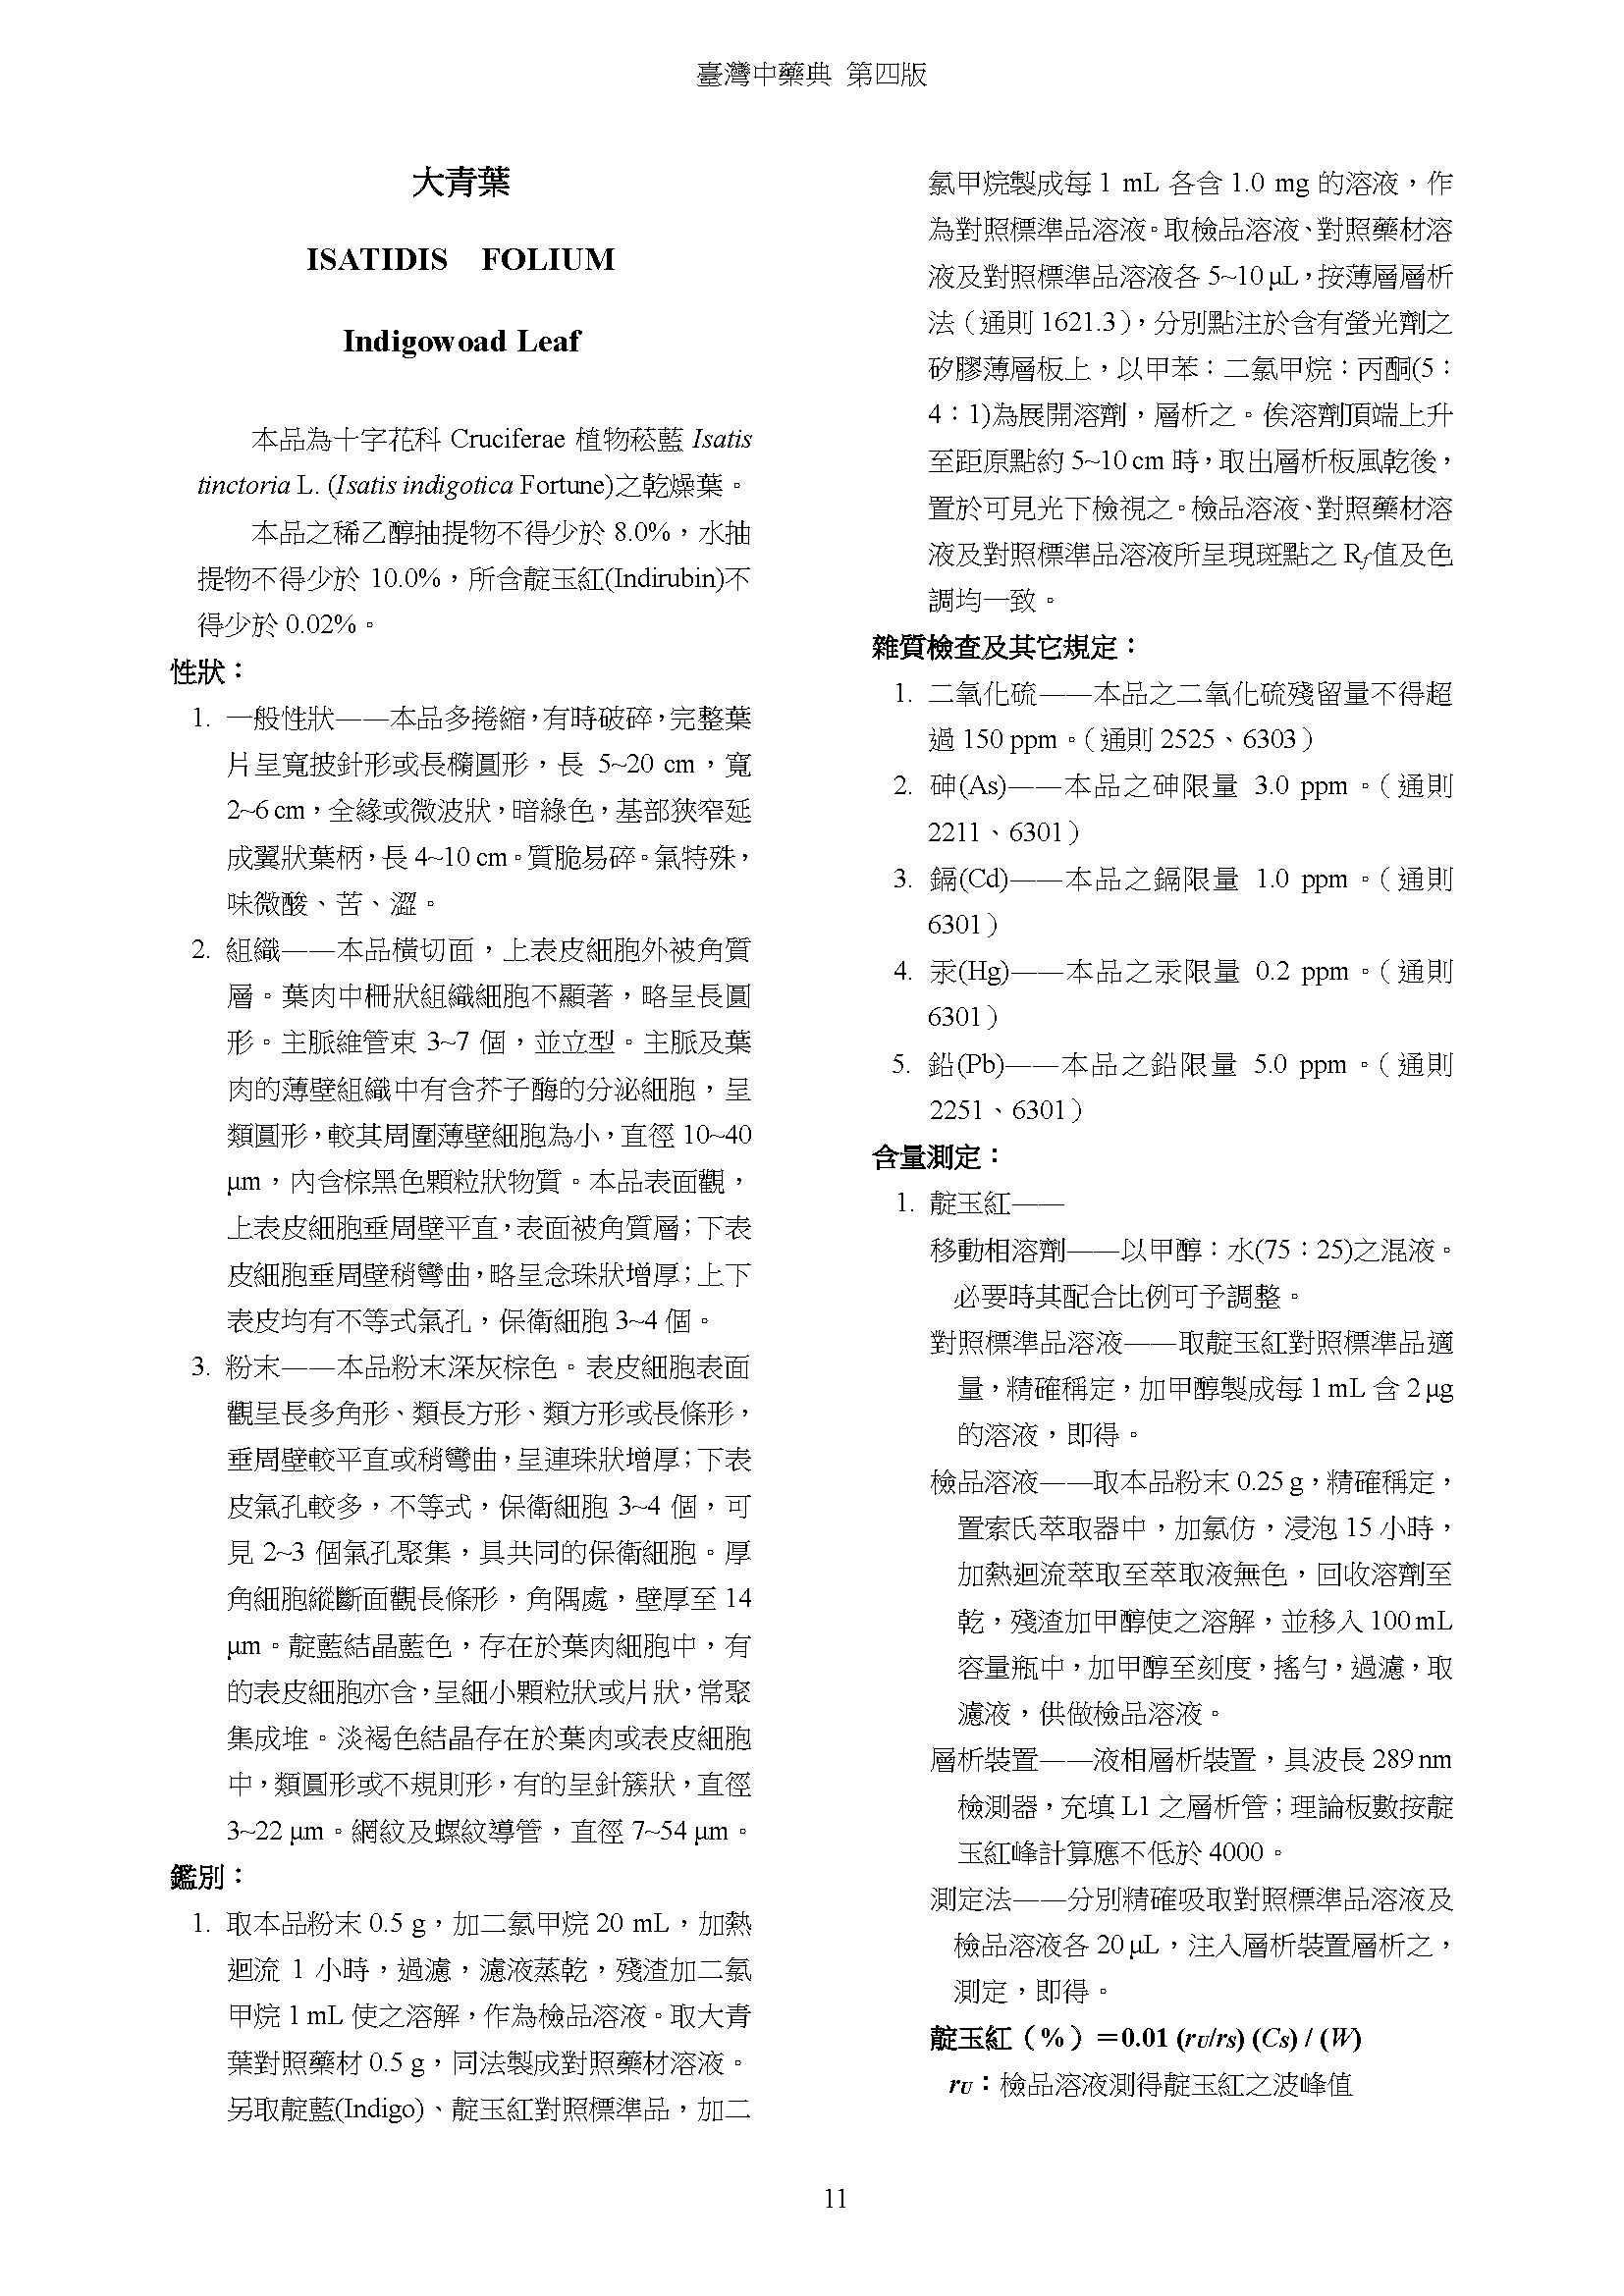 臺灣中藥典 第四版
大青葉
ISATIDIS FOLIUM
Indigowoad Leaf
本品為十字花科 Cruciferae 植物菘藍 Isatis
tinctoria L. (Isatis indigotica Fortune)之乾燥葉。
本品之稀乙醇抽提物不得少於 8.0%，水抽
提物不得少於 10.0%，所含靛玉紅(Indirubin)不
得少於 0.02%。
性狀：
1. 一般性狀——本品多捲縮，有時破碎，完整葉
片呈寬披針形或長橢圓形，長 5~20 cm，寬
2~6 cm，全緣或微波狀，暗綠色，基部狹窄延
成翼狀葉柄，長 4~10 cm。質脆易碎。氣特殊，
味微酸、苦、澀。
2. 組織——本品橫切面，上表皮細胞外被角質
層。葉肉中柵狀組織細胞不顯著，略呈長圓
形。主脈維管束 3~7 個，並立型。主脈及葉
肉的薄壁組織中有含芥子酶的分泌細胞，呈
類圓形，較其周圍薄壁細胞為小，直徑 10~40
μm，內含棕黑色顆粒狀物質。本品表面觀，
上表皮細胞垂周壁平直，表面被角質層；下表
皮細胞垂周壁稍彎曲，略呈念珠狀增厚；上下
表皮均有不等式氣孔，保衛細胞 3~4 個。
3. 粉末——本品粉末深灰棕色。表皮細胞表面
觀呈長多角形、類長方形、類方形或長條形，
垂周壁較平直或稍彎曲，呈連珠狀增厚；下表
皮氣孔較多，不等式，保衛細胞 3~4 個，可
見 2~3 個氣孔聚集，具共同的保衛細胞。厚
角細胞縱斷面觀長條形，角隅處，壁厚至 14
μm。靛藍結晶藍色，存在於葉肉細胞中，有
的表皮細胞亦含，呈細小顆粒狀或片狀，常聚
集成堆。淡褐色結晶存在於葉肉或表皮細胞
中，類圓形或不規則形，有的呈針簇狀，直徑
3~22 μm。網紋及螺紋導管，直徑 7~54 μm。
鑑別：
1. 取本品粉末 0.5 g，加二氯甲烷 20 mL，加熱
迴流 1 小時，過濾，濾液蒸乾，殘渣加二氯
甲烷 1 mL 使之溶解，作為檢品溶液。取大青
葉對照藥材 0.5 g，同法製成對照藥材溶液。
另取靛藍(Indigo)、靛玉紅對照標準品，加二
氯甲烷製成每 1 mL 各含 1.0 mg 的溶液，作
為對照標準品溶液。取檢品溶液、對照藥材溶
液及對照標準品溶液各 5~10 μL，按薄層層析
法（通則 1621.3），分別點注於含有螢光劑之
矽膠薄層板上，以甲苯：二氯甲烷：丙酮(5：
4：1)為展開溶劑，層析之。俟溶劑頂端上升
至距原點約 5~10 cm 時，取出層析板風乾後，
置於可見光下檢視之。檢品溶液、對照藥材溶
液及對照標準品溶液所呈現斑點之 Rf值及色
調均一致。
雜質檢查及其它規定：
1. 二氧化硫——本品之二氧化硫殘留量不得超
過 150 ppm。（通則 2525、6303）
2. 砷(As)——本品之砷限量 3.0 ppm。（通則
2211、6301）
3. 鎘(Cd)——本品之鎘限量 1.0 ppm。（通則
6301）
4. 汞(Hg)——本品之汞限量 0.2 ppm。（通則
6301）
5. 鉛(Pb)——本品之鉛限量 5.0 ppm。（通則
2251、6301）
含量測定：
1. 靛玉紅——
移動相溶劑——以甲醇：水(75：25)之混液。
必要時其配合比例可予調整。
對照標準品溶液——取靛玉紅對照標準品適
量，精確稱定，加甲醇製成每 1 mL 含 2 μg
的溶液，即得。
檢品溶液——取本品粉末 0.25 g，精確稱定，
置索氏萃取器中，加氯仿，浸泡 15 小時，
加熱迴流萃取至萃取液無色，回收溶劑至
乾，殘渣加甲醇使之溶解，並移入 100 mL
容量瓶中，加甲醇至刻度，搖勻，過濾，取
濾液，供做檢品溶液。
層析裝置——液相層析裝置，具波長 289 nm
檢測器，充填 L1 之層析管；理論板數按靛
玉紅峰計算應不低於 4000。
測定法——分別精確吸取對照標準品溶液及
檢品溶液各 20 μL，注入層析裝置層析之，
測定，即得。
靛玉紅（%）＝0.01 (rU/rS) (CS) / (W)
rU：檢品溶液測得靛玉紅之波峰值
11